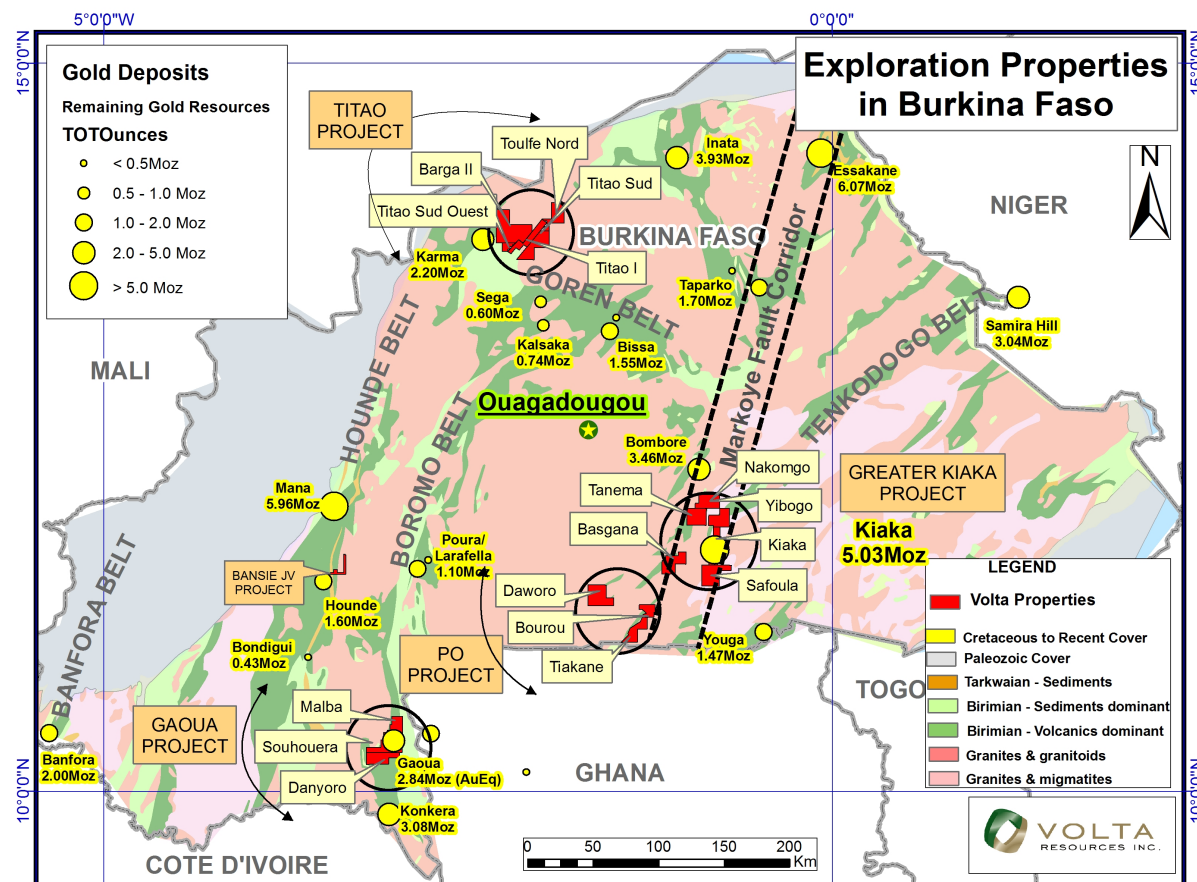 5°0'0"W
0°0'0"
15°0'0"N
15°0'0"N
Exploration Properties
in Burkina Faso
Gold Deposits
Remaining Gold Resources
TOTOunces
< 0.5Moz
0.5 - 1.0 Moz
1.0 - 2.0 Moz
2.0 - 5.0 Moz
> 5.0 Moz
TITAO
PROJECT
Toulfe Nord
Barga II
Titao Sud
Titao Sud Ouest
Titao I
Inata
3.93Moz
Essakane
6.07Moz
N
NIGER
BURKINA FASO
Karma
2.20Moz
GOREN BELT
Sega
0.60Moz
Kalsaka
0.74Moz
Bissa
1.55Moz
Taparko
1.70Moz
Markoye Fault Corridor
TENKODOGO BELT
Samira Hill
3.04Moz
MALI
HOUNDE BELT
BOROMO BELT
Ouagadougou
Bombore
3.46Moz
Nakomgo
Tanema
Yibogo
Basgana
Kiaka
Safoula
GREATER KIAKA
PROJECT
Kiaka
5.03Moz
Mana
5.96Moz
Poura/
Larafella
1.10Moz
BANSIE JV
PROJECT
Hounde
1.60Moz
Daworo
Bourou
Tiakane
Youga
1.47Moz
BANFORA BELT
Bondigui
0.43Moz
PO
PROJECT
Malba
GAOUA
PROJECT
Souhouera
Danyoro
Gaoua
2.84Moz (AuEq)
Banfora
2.00Moz
Konkera
3.08Moz
GHANA
TOGO
COTE D'IVOIRE
LEGEND
Volta Properties
Cretaceous to Recent Cover
Paleozoic Cover
Tarkwaian - Sediments
Birimian - Sediments dominant
Birimian - Volcanics dominant
Granites & granitoids
Granites & migmatites
10°0'0"N
10°0'0"N
0 50 100 150 200
Km
VOLTA
RESOURCES INC.